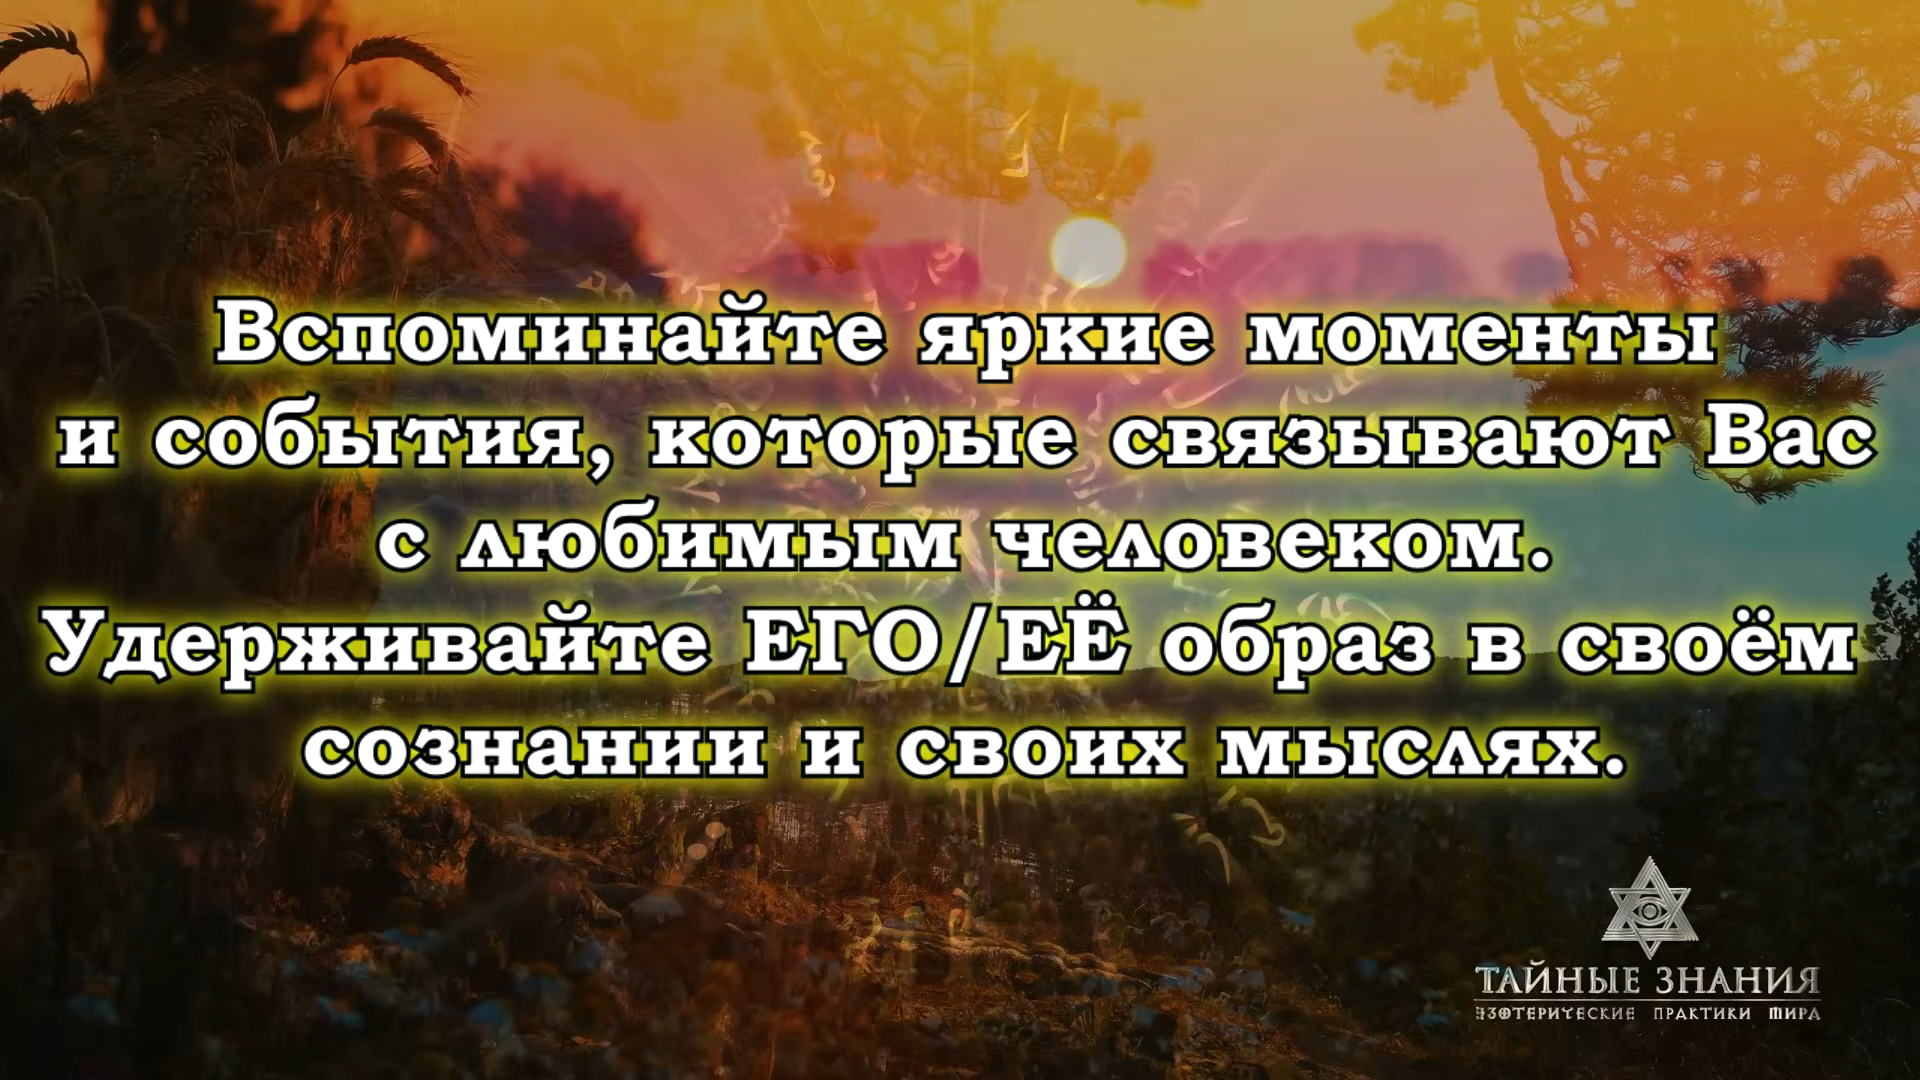 Вспоминайте яркие моменты
и события, которые связывают Вас
с любимым человеком.
Удерживайте ЕГО/ЕЁ образ в своём
сознании и своих мыслях.
ТАЙНЫЕ ЗНАНИЯ
ЭЗОТЕРИЧЕСКИЕ ПРАКТИКИ МИРА